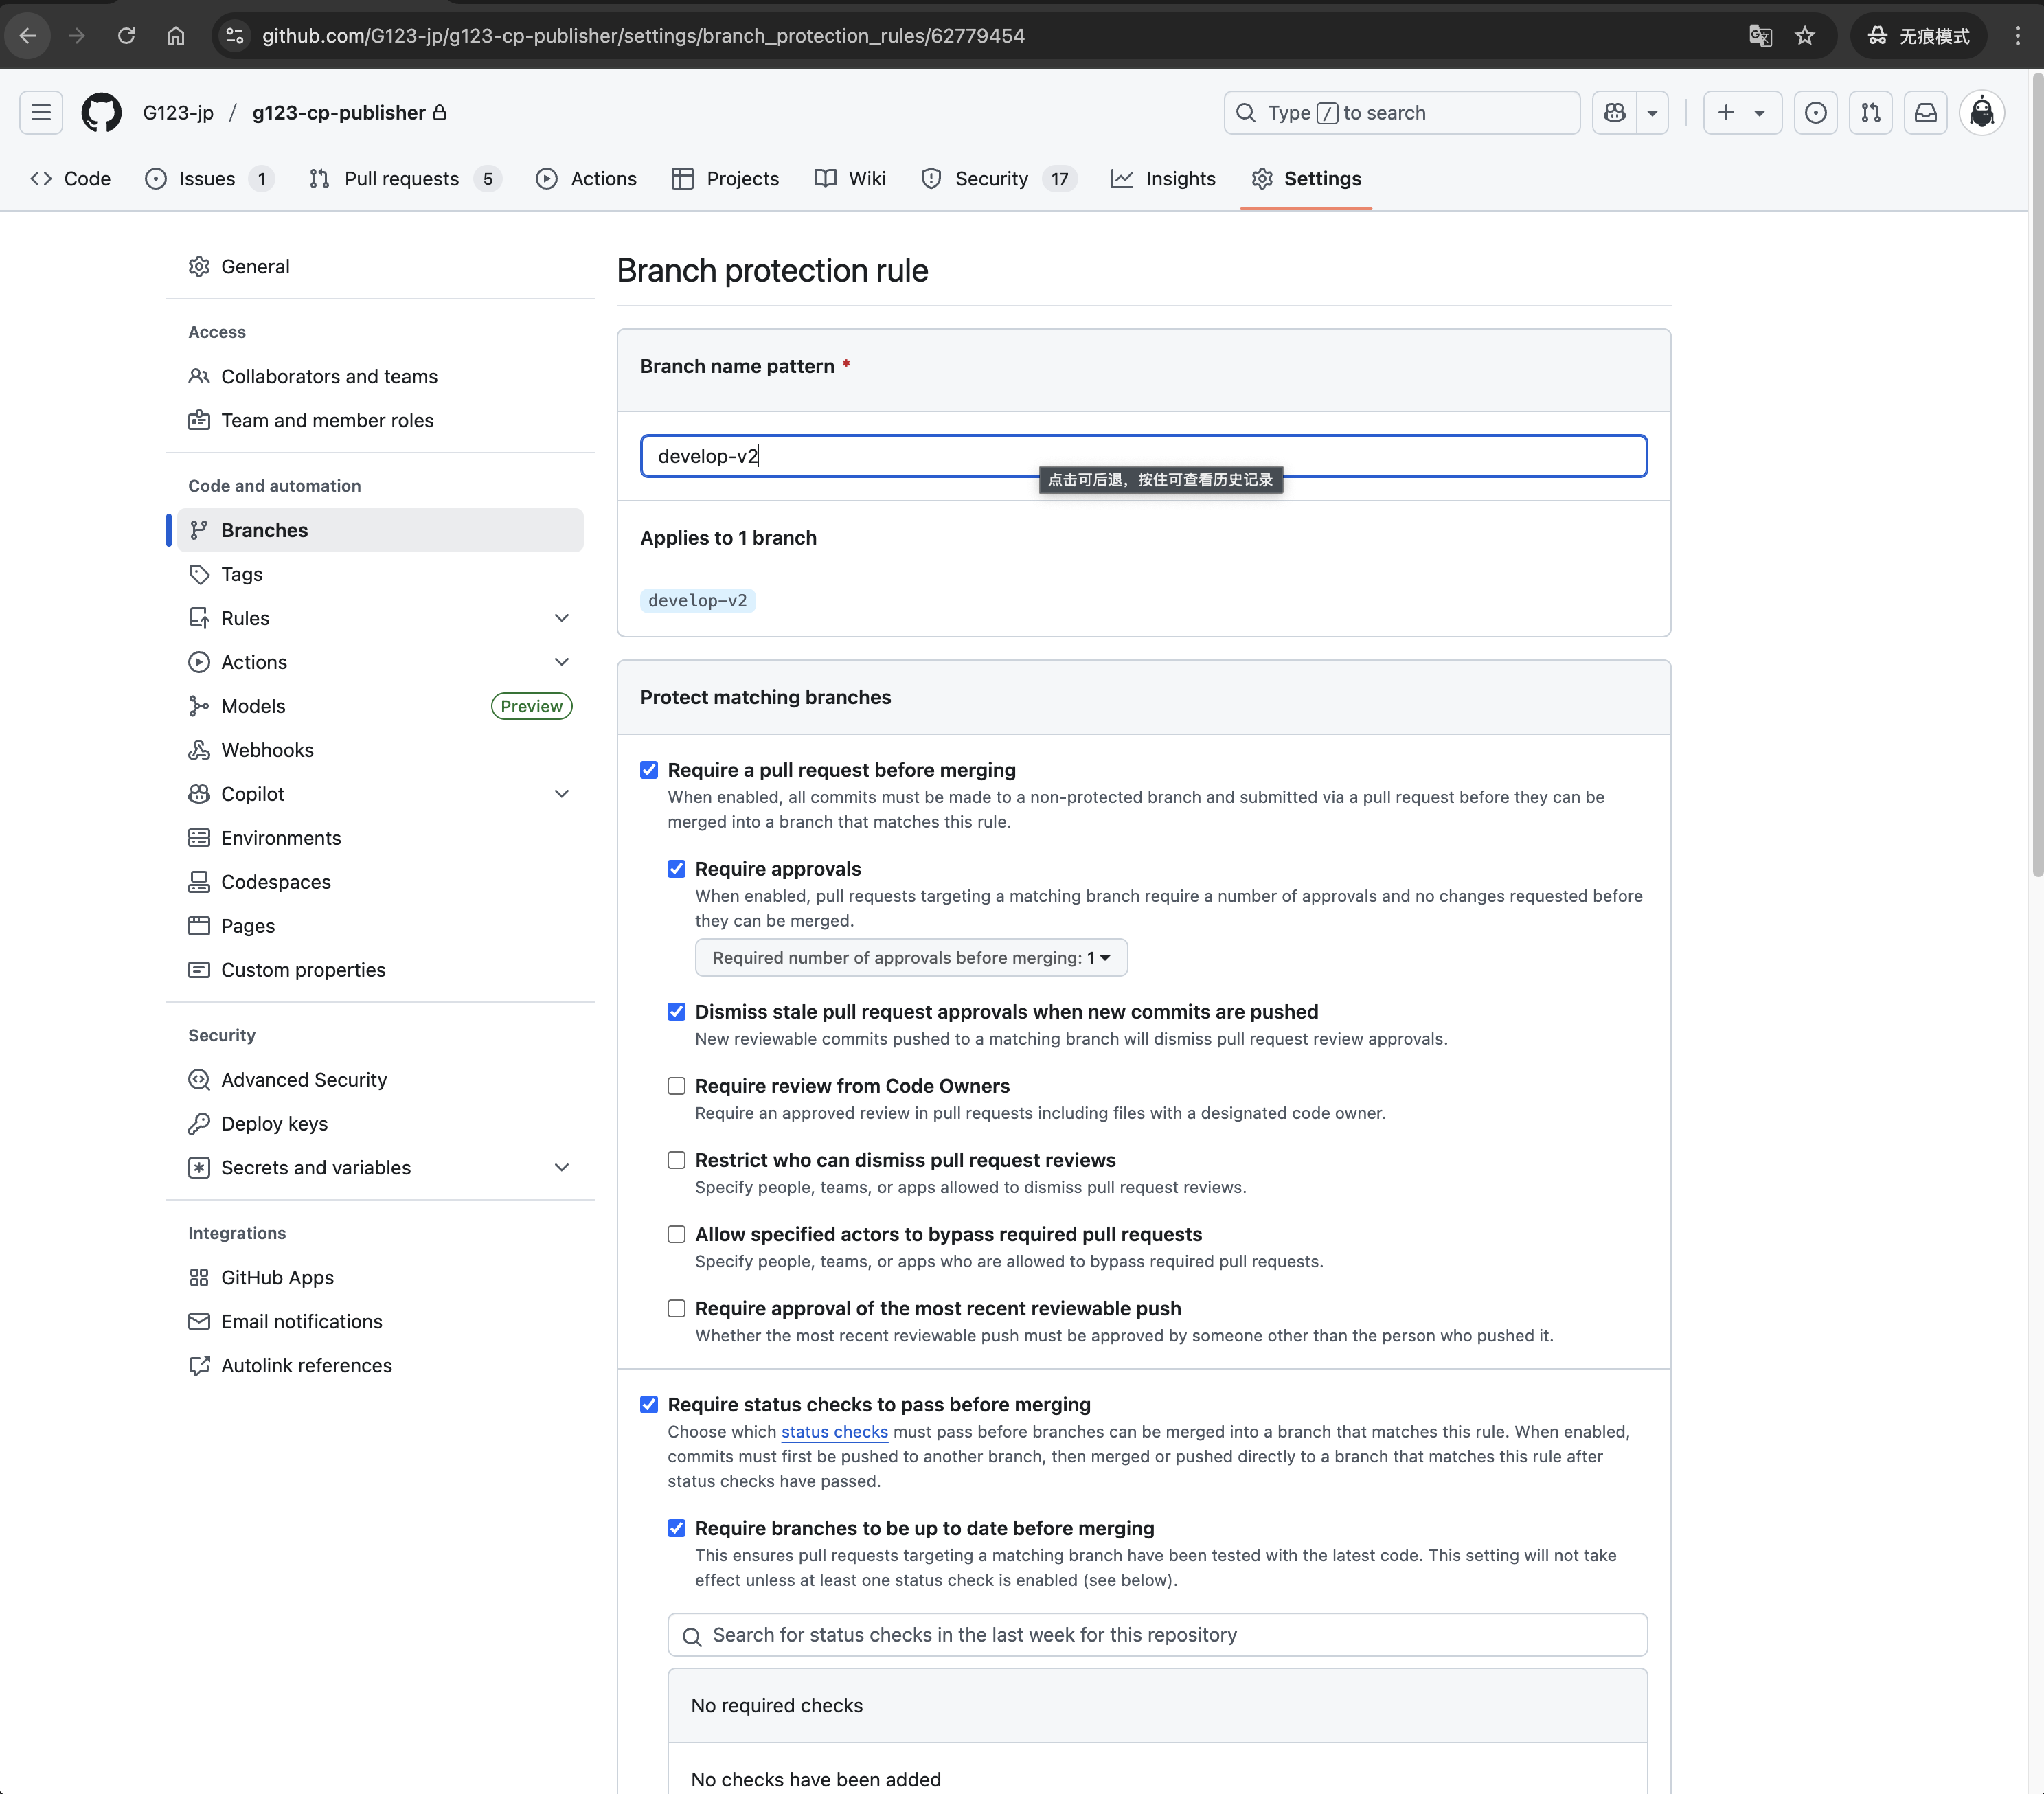 github.com/G123-jp/g123-cp-publisher/settings/branch_protection_rules/62779454
无痕模式
G123-jp / g123-cp-publisher
Type / to search
Code
Issues 1
Pull requests 5
Actions
Projects
Wiki
Security 17
Insights
Settings
General
Access
Collaborators and teams
Team and member roles
Code and automation
Branches
Tags
Rules
Actions
Models Preview
Webhooks
Copilot
Environments
Codespaces
Pages
Custom properties
Security
Advanced Security
Deploy keys
Secrets and variables
Integrations
GitHub Apps
Email notifications
Autolink references
Branch protection rule
Branch name pattern *
develop-v2
点击可后退，按住可查看历史记录
Applies to 1 branch
develop-v2
Protect matching branches
Require a pull request before merging
When enabled, all commits must be made to a non-protected branch and submitted via a pull request before they can be
merged into a branch that matches this rule.
Require approvals
When enabled, pull requests targeting a matching branch require a number of approvals and no changes requested before
they can be merged.
Required number of approvals before merging: 1
Dismiss stale pull request approvals when new commits are pushed
New reviewable commits pushed to a matching branch will dismiss pull request review approvals.
Require review from Code Owners
Require an approved review in pull requests including files with a designated code owner.
Restrict who can dismiss pull request reviews
Specify people, teams, or apps allowed to dismiss pull request reviews.
Allow specified actors to bypass required pull requests
Specify people, teams, or apps who are allowed to bypass required pull requests.
Require approval of the most recent reviewable push
Whether the most recent reviewable push must be approved by someone other than the person who pushed it.
Require status checks to pass before merging
Choose which status checks must pass before branches can be merged into a branch that matches this rule. When enabled,
commits must first be pushed to another branch, then merged or pushed directly to a branch that matches this rule after
status checks have passed.
Require branches to be up to date before merging
This ensures pull requests targeting a matching branch have been tested with the latest code. This setting will not take
effect unless at least one status check is enabled (see below).
Search for status checks in the last week for this repository
No required checks
No checks have been added